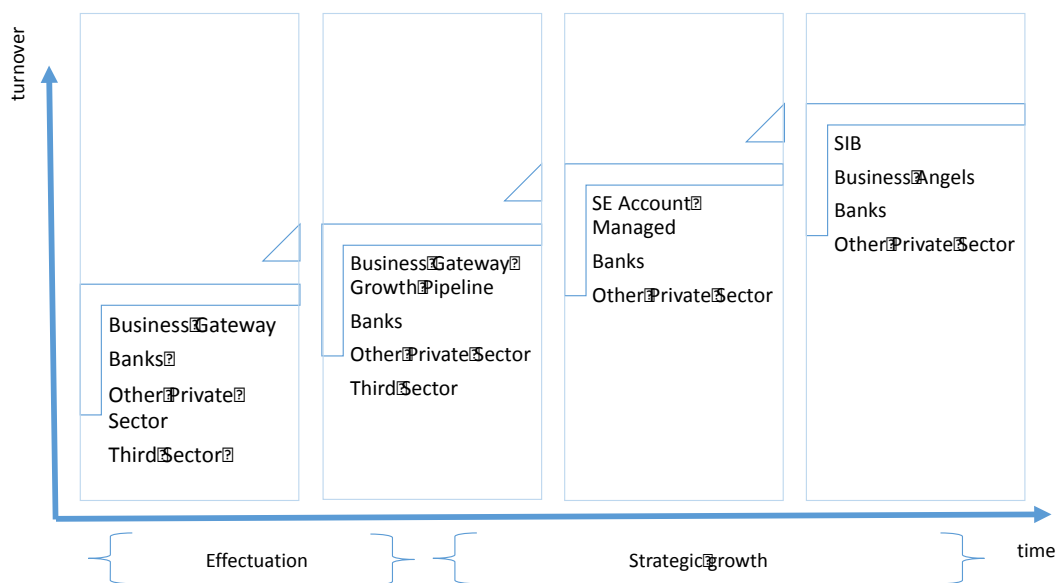 turnover
Business Gateway
Banks
Other Private
Sector
Third Sector
Business Gateway
Growth Pipeline
Banks
Other Private Sector
Third Sector
SE Account
Managed
Banks
Other Private Sector
SIB
Business Angels
Banks
Other Private Sector
Effectuation
Strategic growth
time